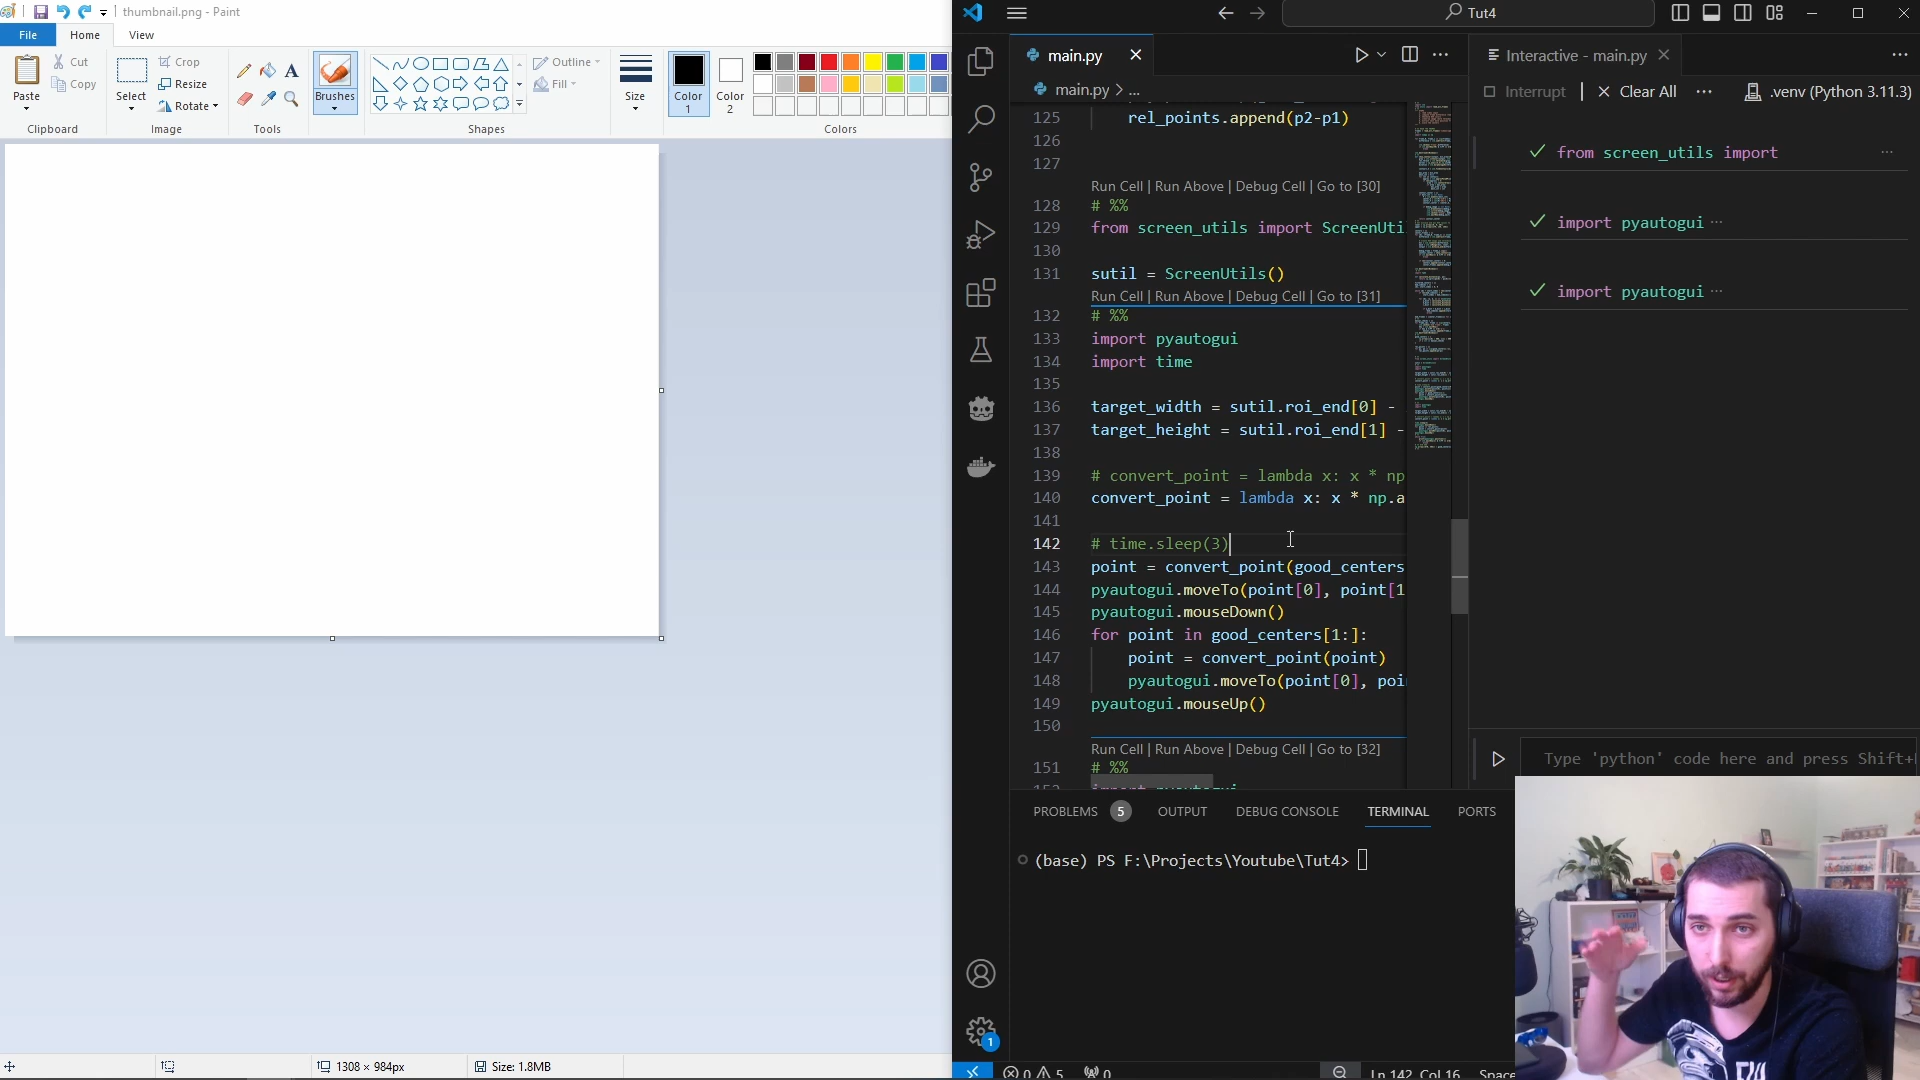 thumbnail.png - Paint
File Home View
Paste
Cut
Copy
Clipboard
Select
Crop
Resize
Rotate
Image
A
Tools
Brushes
Outline
Fill
Shapes
Size
Color 1
Color 2
Colors
1308 × 984px
Size: 1.8MB
Tut4
main.py
main.py > ...
125 rel_points.append(p2-p1)
126
127
Run Cell | Run Above | Debug Cell | Go to [30]
128 # %%
129 from screen_utils import ScreenUti
130
131 sutil = ScreenUtils()
Run Cell | Run Above | Debug Cell | Go to [31]
132 # %%
133 import pyautogui
134 import time
135
136 target_width = sutil.roi_end[0] -
137 target_height = sutil.roi_end[1] -
138
139 # convert_point = lambda x: x * np
140 convert_point = lambda x: x * np.a
141
142 # time.sleep(3)
143 point = convert_point(good_centers
144 pyautogui.moveTo(point[0], point[1
145 pyautogui.mouseDown()
146 for point in good_centers[1:]:
147 point = convert_point(point)
148 pyautogui.moveTo(point[0], poi
149 pyautogui.mouseUp()
150
Run Cell | Run Above | Debug Cell | Go to [32]
151 # %%
Interactive - main.py
Interrupt | Clear All ... .venv (Python 3.11.3)
from screen_utils import ...
import pyautogui ...
import pyautogui ...
Type 'python' code here and press Shift+
PROBLEMS 5 OUTPUT DEBUG CONSOLE TERMINAL PORTS
(base) PS F:\Projects\Youtube\Tut4>
1
0 5 0 Ln 142, Col 16 Space